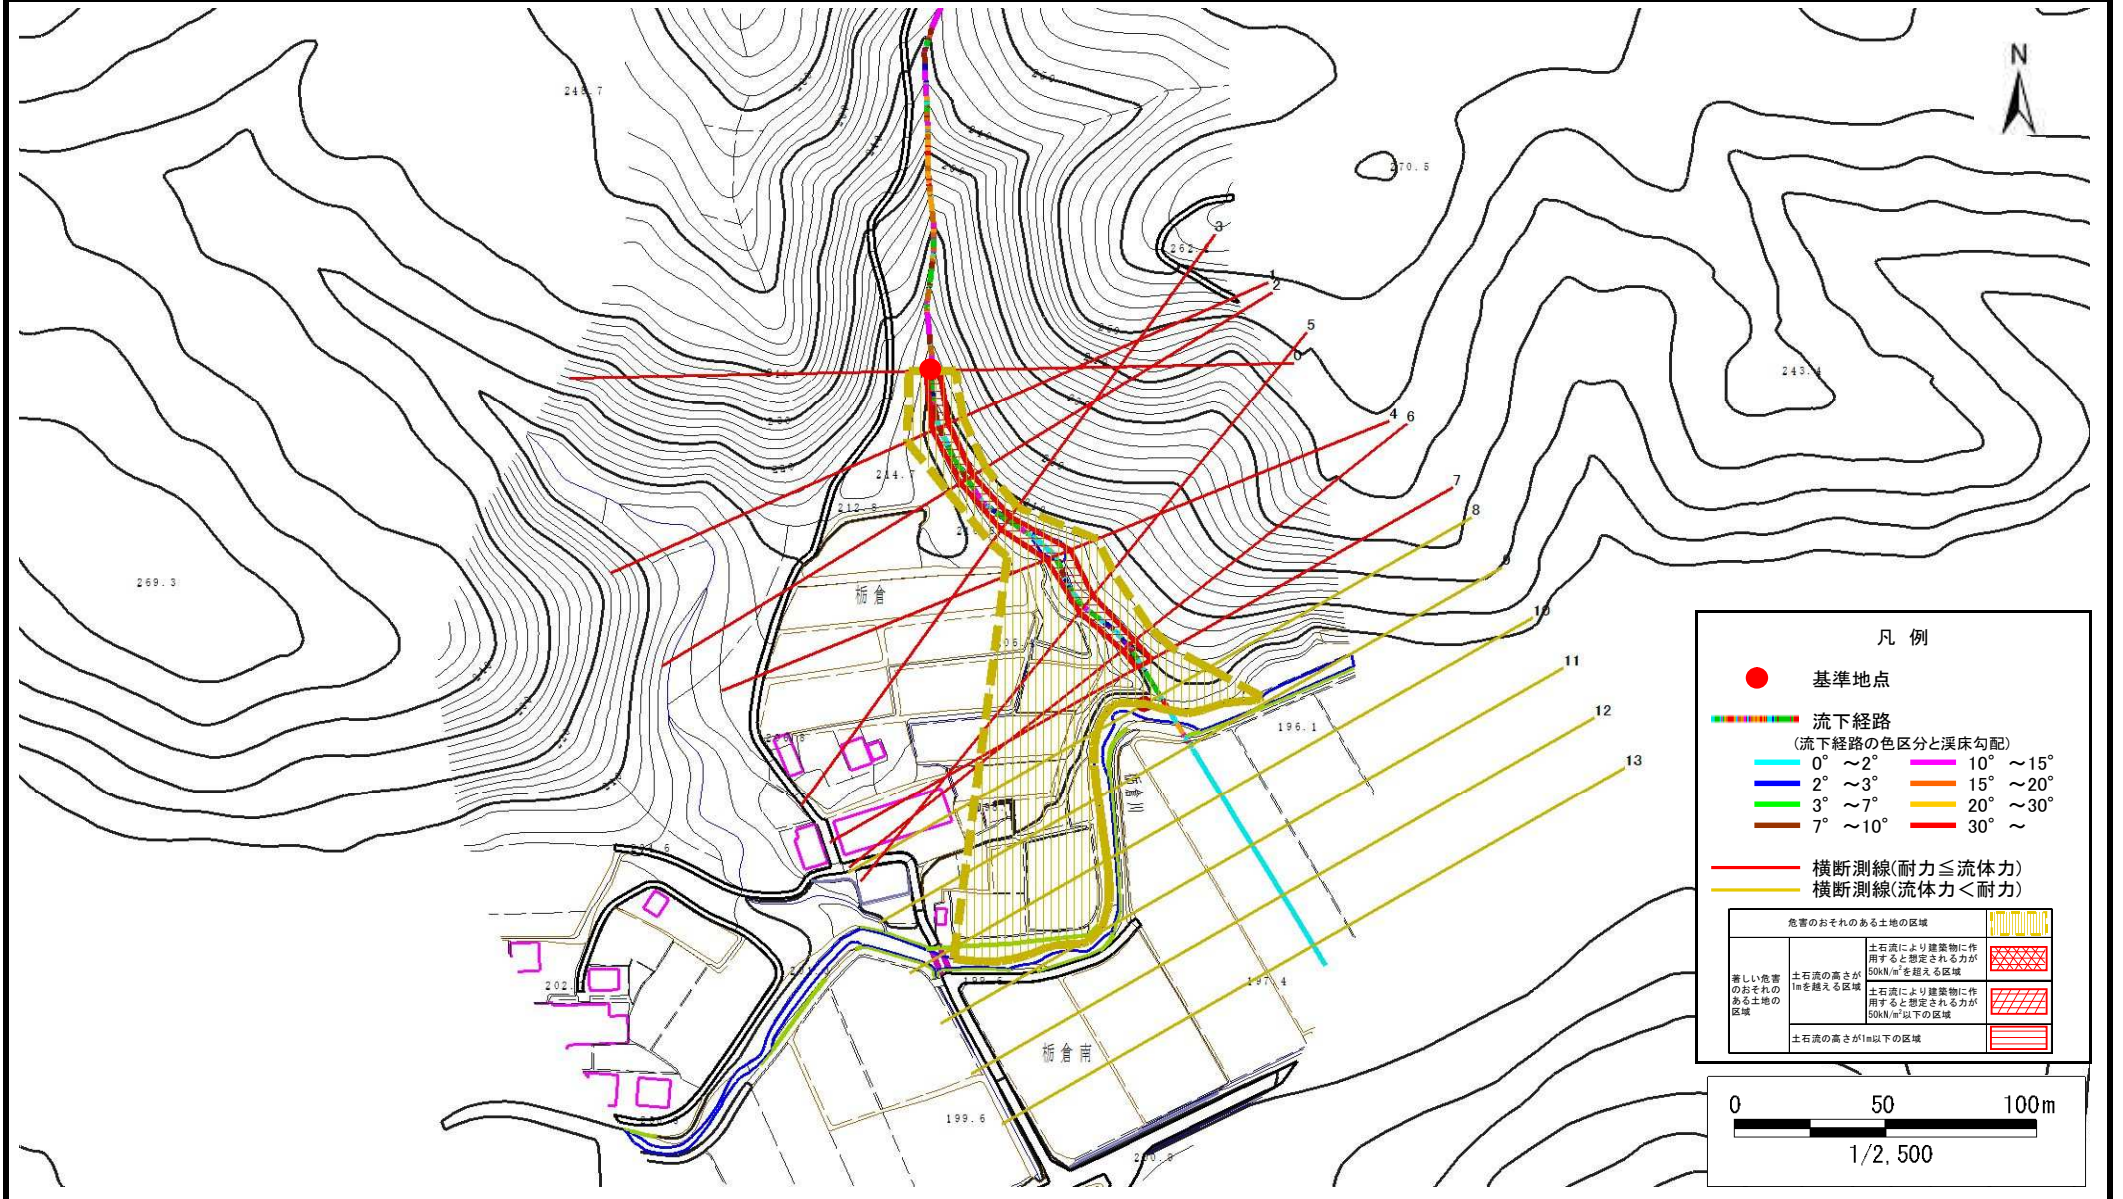 N
248.7
270.5
3
1
2
5
0
243.4
4 6
7
8
9
10
11
12
13
214.7
212.8
269.3
栃倉
196.1
栃倉川
197.4
栃倉南
199.6
凡 例
基準地点
流下経路
(流下経路の色区分と渓床勾配)
0° ～2° 10° ～15°
2° ～3° 15° ～20°
3° ～7° 20° ～30°
7° ～10° 30° ～
横断測線(耐力≦流体力)
横断測線(流体力＜耐力)
危害のおそれのある土地の区域
著しい危害のおそれのある土地の区域
土石流の高さが1mを越える区域
土石流により建築物に作用すると想定される力が50kN/m²を超える区域
土石流により建築物に作用すると想定される力が50kN/m²以下の区域
土石流の高さが1m以下の区域
0 50 100m
1/2,500